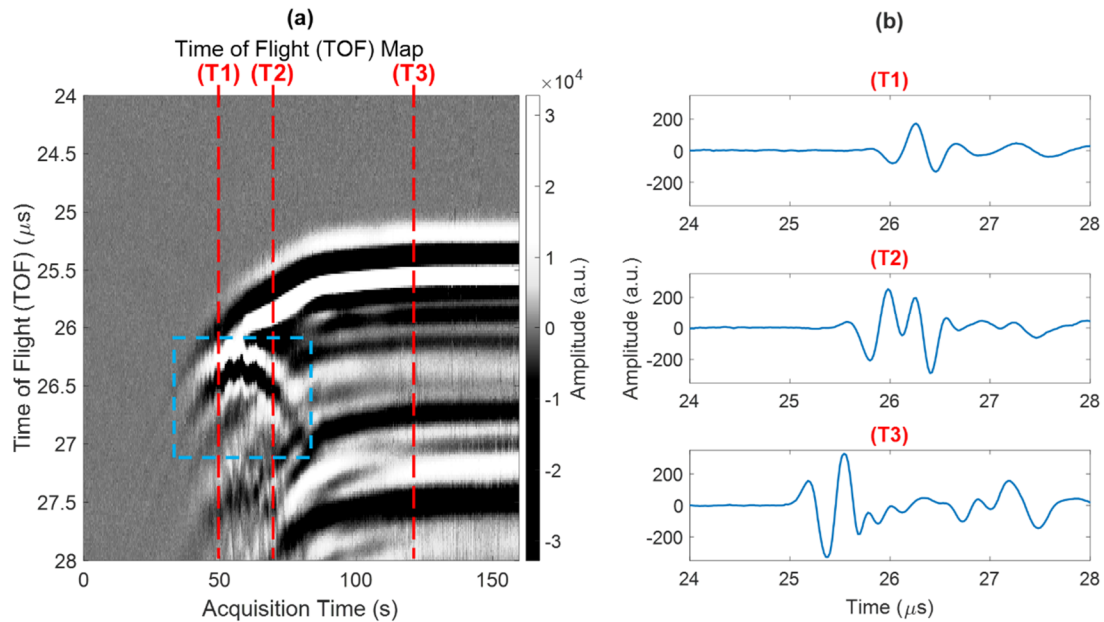 (a)
Time of Flight (TOF) Map
(T1) (T2) (T3)
×10⁴
24
24.5
25
25.5
26
26.5
27
27.5
28
Time of Flight (TOF) (μs)
0 50 100 150
Acquisition Time (s)
3
2
1
0
-1
-2
-3
Amplitude (a.u.)
(b)
(T1)
200
0
-200
24 25 26 27 28
(T2)
200
0
-200
24 25 26 27 28
Amplitude (a.u.)
(T3)
200
0
-200
24 25 26 27 28
Time (μs)